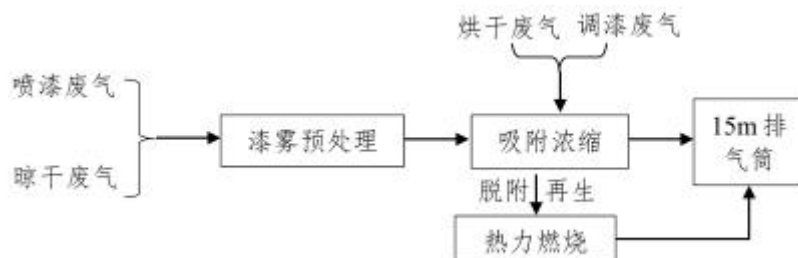 烘干废气 调漆废气
喷漆废气
晾干废气
漆雾预处理
吸附浓缩
15m 排
气筒
脱附 再生
热力燃烧